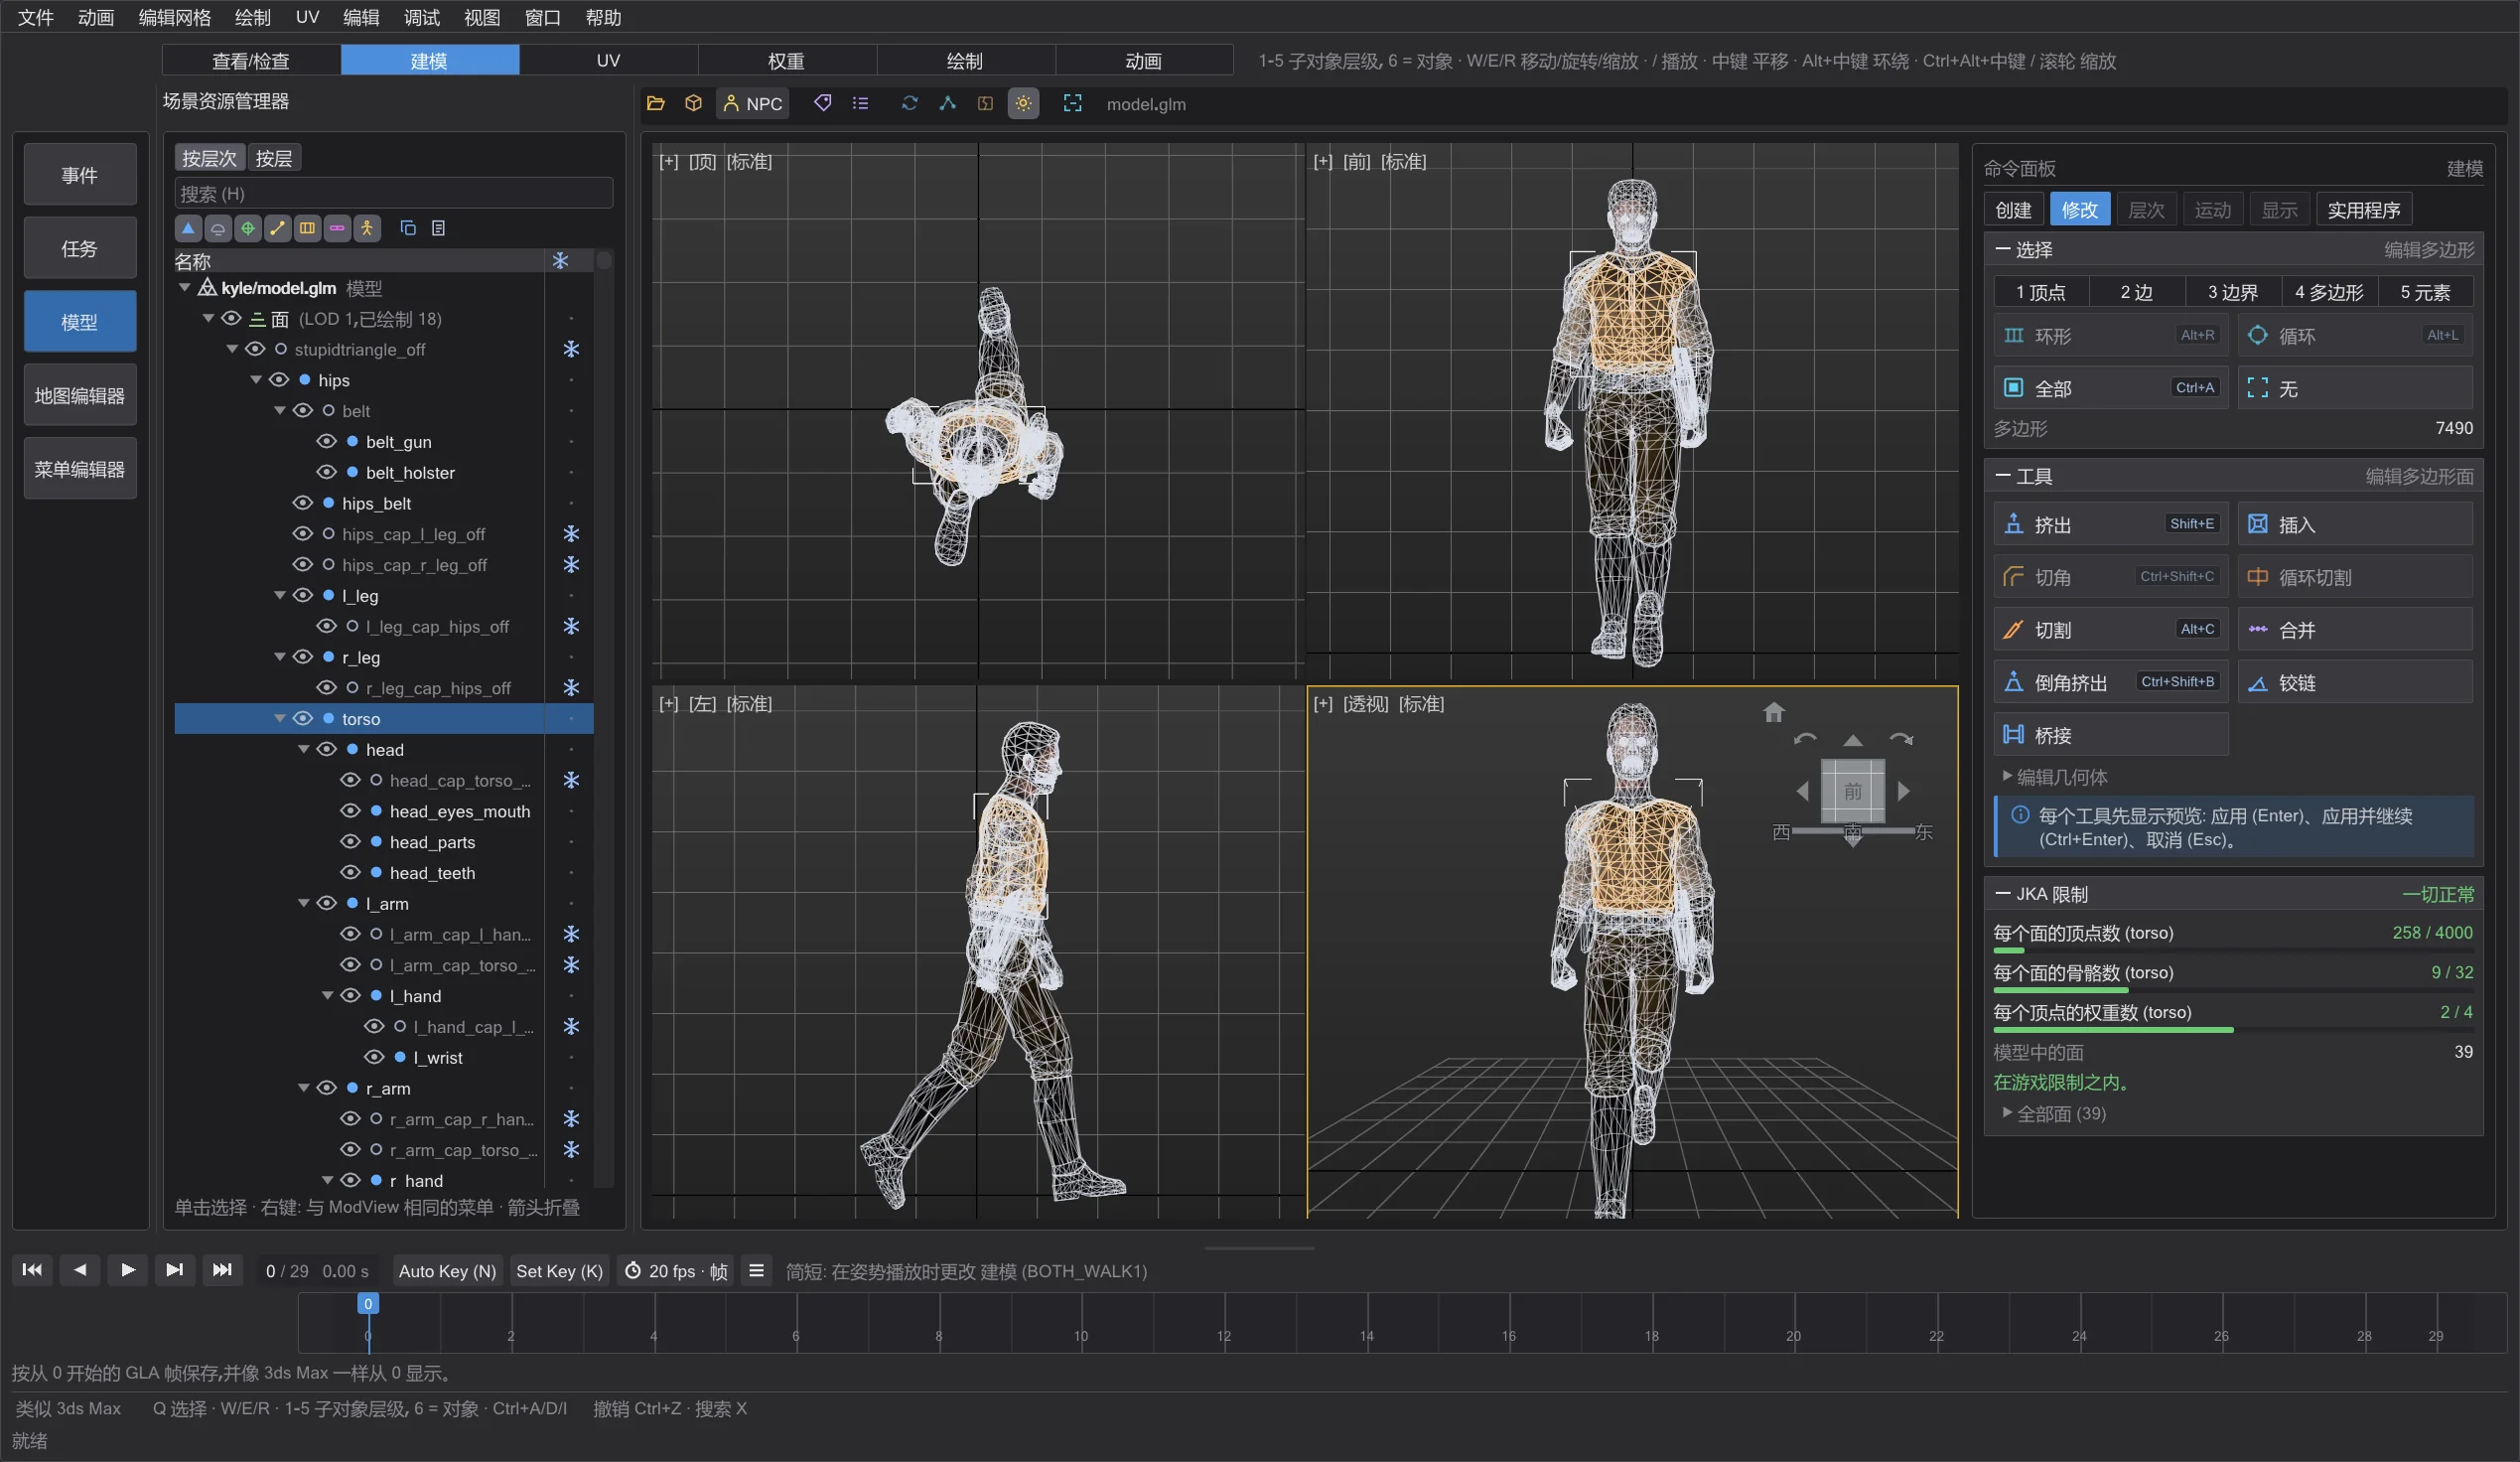 文件 动画 编辑网格 绘制 UV 编辑 调试 视图 窗口 帮助
查看/检查 建模 UV 权重 绘制 动画 1-5 子对象层级, 6 = 对象 · W/E/R 移动/旋转/缩放 · / 播放 · 中键 平移 · Alt+中键 环绕 · Ctrl+Alt+中键 / 滚轮 缩放
场景资源管理器
NPC model.glm
事件
任务
模型
地图编辑器
菜单编辑器
按层次 按层
搜索 (H)
名称
kyle/model.glm 模型
面 (LOD 1,已绘制 18)
stupidtriangle_off
hips
belt
belt_gun
belt_holster
hips_belt
hips_cap_l_leg_off
hips_cap_r_leg_off
l_leg
l_leg_cap_hips_off
r_leg
r_leg_cap_hips_off
torso
head
head_cap_torso_...
head_eyes_mouth
head_parts
head_teeth
l_arm
l_arm_cap_l_han...
l_arm_cap_torso_...
l_hand
l_hand_cap_l_...
l_wrist
r_arm
r_arm_cap_r_han...
r_arm_cap_torso_...
r_hand
单击选择 · 右键: 与 ModView 相同的菜单 · 箭头折叠
[+] [顶] [标准]
[+] [前] [标准]
[+] [左] [标准]
[+] [透视] [标准]
前
西 南 东
命令面板 建模
创建 修改 层次 运动 显示 实用程序
选择 编辑多边形
1 顶点 2 边 3 边界 4 多边形 5 元素
环形 Alt+R 循环 Alt+L
全部 Ctrl+A 无
多边形 7490
工具 编辑多边形面
挤出 Shift+E 插入
切角 Ctrl+Shift+C 循环切割
切割 Alt+C 合并
倒角挤出 Ctrl+Shift+B 铰链
桥接
编辑几何体
每个工具先显示预览: 应用 (Enter)、应用并继续
(Ctrl+Enter)、取消 (Esc)。
JKA 限制 一切正常
每个面的顶点数 (torso) 258 / 4000
每个面的骨骼数 (torso) 9 / 32
每个顶点的权重数 (torso) 2 / 4
模型中的面 39
在游戏限制之内。
全部面 (39)
0 / 29 0.00 s Auto Key (N) Set Key (K) 20 fps · 帧 简短: 在姿势播放时更改 建模 (BOTH_WALK1)
0
0 2 4 6 8 10 12 14 16 18 20 22 24 26 28 29
按从 0 开始的 GLA 帧保存,并像 3ds Max 一样从 0 显示。
类似 3ds Max Q 选择 · W/E/R · 1-5 子对象层级, 6 = 对象 · Ctrl+A/D/I 撤销 Ctrl+Z · 搜索 X
就绪